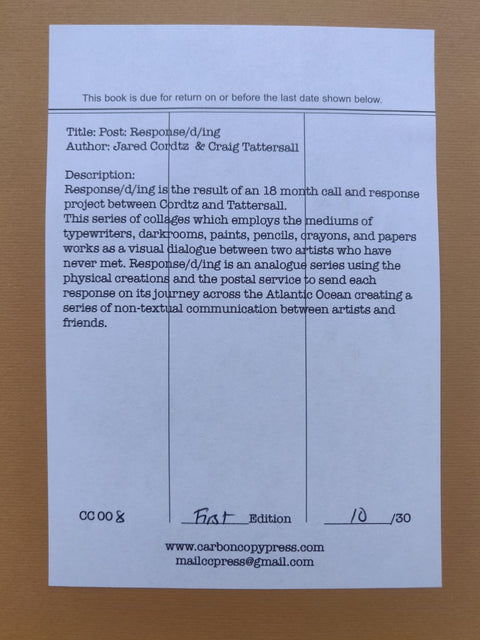 This book is due for return on or before the last date shown below.
Title: Post: Response/d/ing
Author: Jared Cordtz & Craig Tattersall
Description:
Response/d/ing is the result of an 18 month call and response
project between Cordtz and Tattersall.
This series of collages which employs the mediums of
typewriters, darkrooms, paints, pencils, crayons, and papers
works as a visual dialogue between two artists who have
never met. Response/d/ing is an analogue series using the
physical creations and the postal service to send each
response on its journey across the Atlantic Ocean creating a
series of non-textual communication between artists and
friends.
CC 008 First Edition 10 /30
www.carboncopypress.com
mailccpress@gmail.com